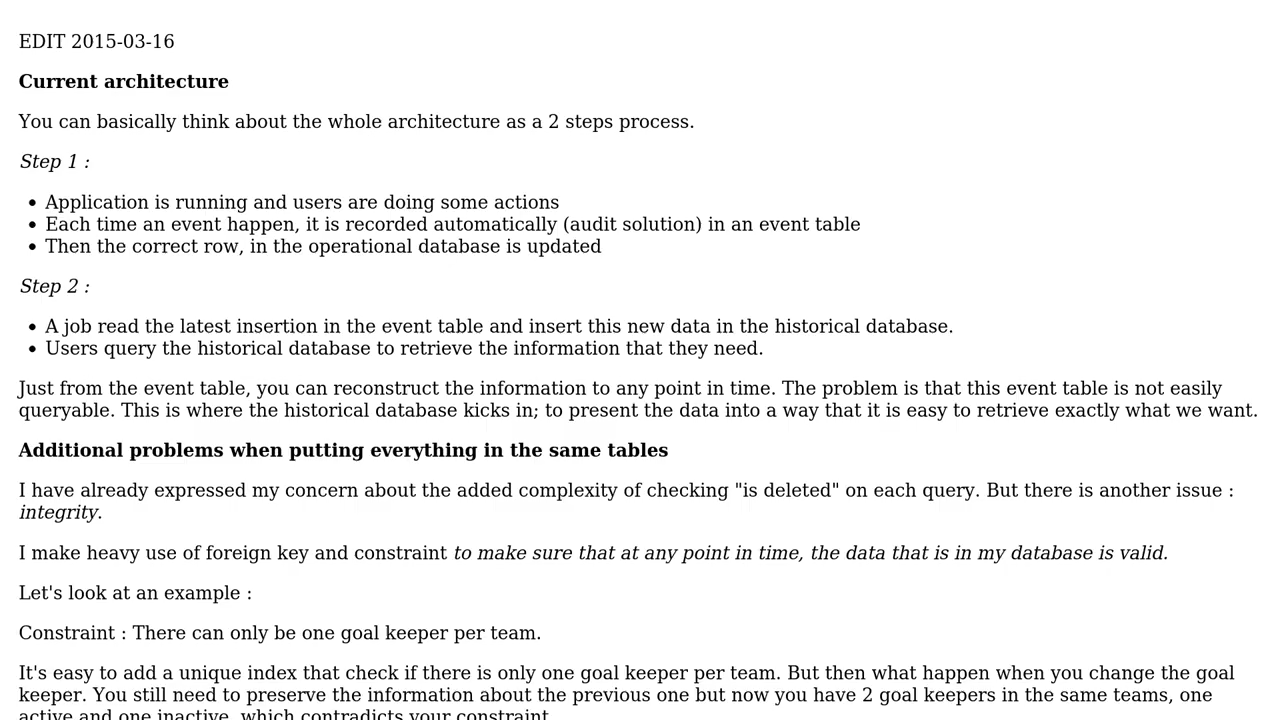 EDIT 2015-03-16
Current architecture
You can basically think about the whole architecture as a 2 steps process.
Step 1 :
• Application is running and users are doing some actions
• Each time an event happen, it is recorded automatically (audit solution) in an event table
• Then the correct row, in the operational database is updated
Step 2 :
• A job read the latest insertion in the event table and insert this new data in the historical database.
• Users query the historical database to retrieve the information that they need.
Just from the event table, you can reconstruct the information to any point in time. The problem is that this event table is not easily
queryable. This is where the historical database kicks in; to present the data into a way that it is easy to retrieve exactly what we want.
Additional problems when putting everything in the same tables
I have already expressed my concern about the added complexity of checking "is deleted" on each query. But there is another issue :
integrity.
I make heavy use of foreign key and constraint to make sure that at any point in time, the data that is in my database is valid.
Let's look at an example :
Constraint : There can only be one goal keeper per team.
It's easy to add a unique index that check if there is only one goal keeper per team. But then what happen when you change the goal
keeper. You still need to preserve the information about the previous one but now you have 2 goal keepers in the same teams, one
active and one inactive, which contradicts your constraint.